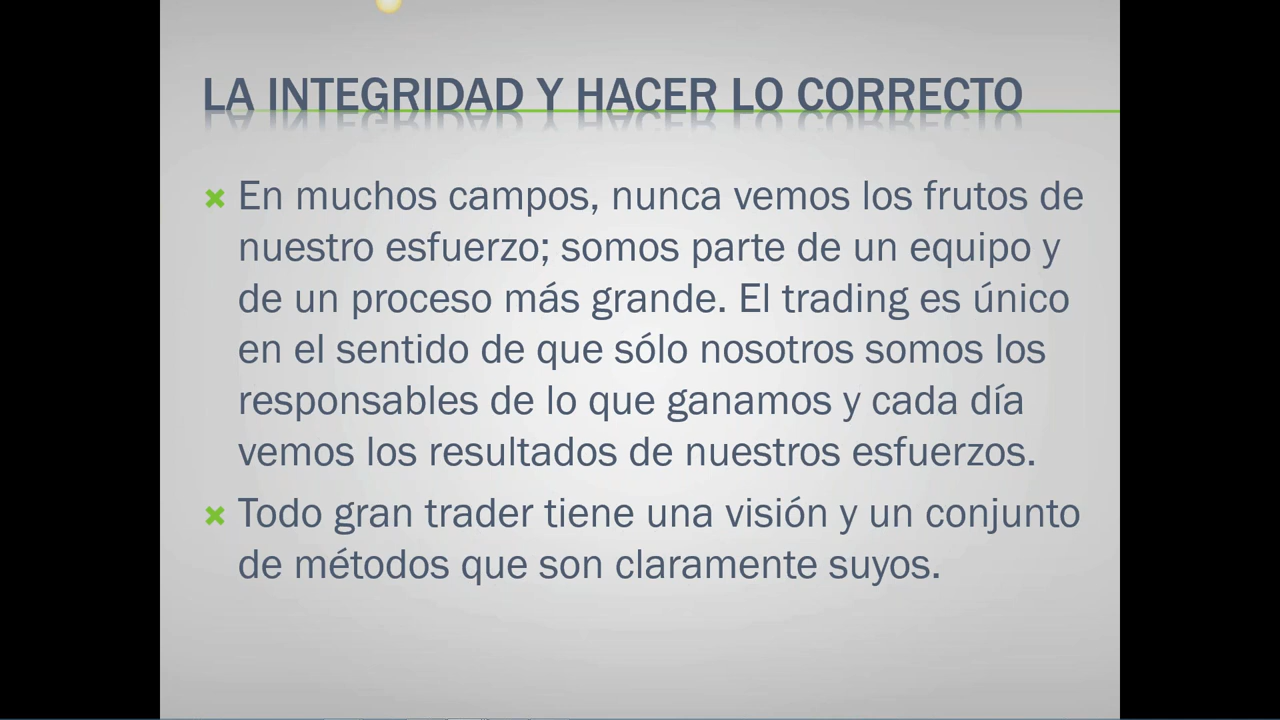 LA INTEGRIDAD Y HACER LO CORRECTO
En muchos campos, nunca vemos los frutos de
nuestro esfuerzo; somos parte de un equipo y
de un proceso más grande. El trading es único
en el sentido de que sólo nosotros somos los
responsables de lo que ganamos y cada día
vemos los resultados de nuestros esfuerzos.
Todo gran trader tiene una visión y un conjunto
de métodos que son claramente suyos.